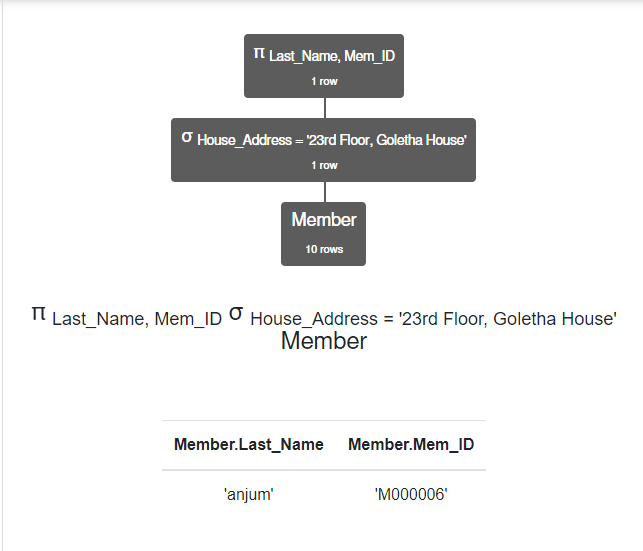 π Last_Name, Mem_ID
1 row
σ House_Address = '23rd Floor, Goletha House'
1 row
Member
10 rows
π Last_Name, Mem_ID σ House_Address = '23rd Floor, Goletha House'
Member
Member.Last_Name Member.Mem_ID
'anjum' 'M000006'